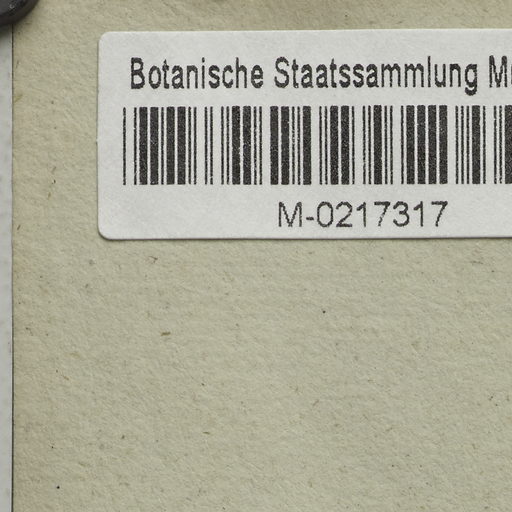 Botanische Staatssammlung M
M-0217317